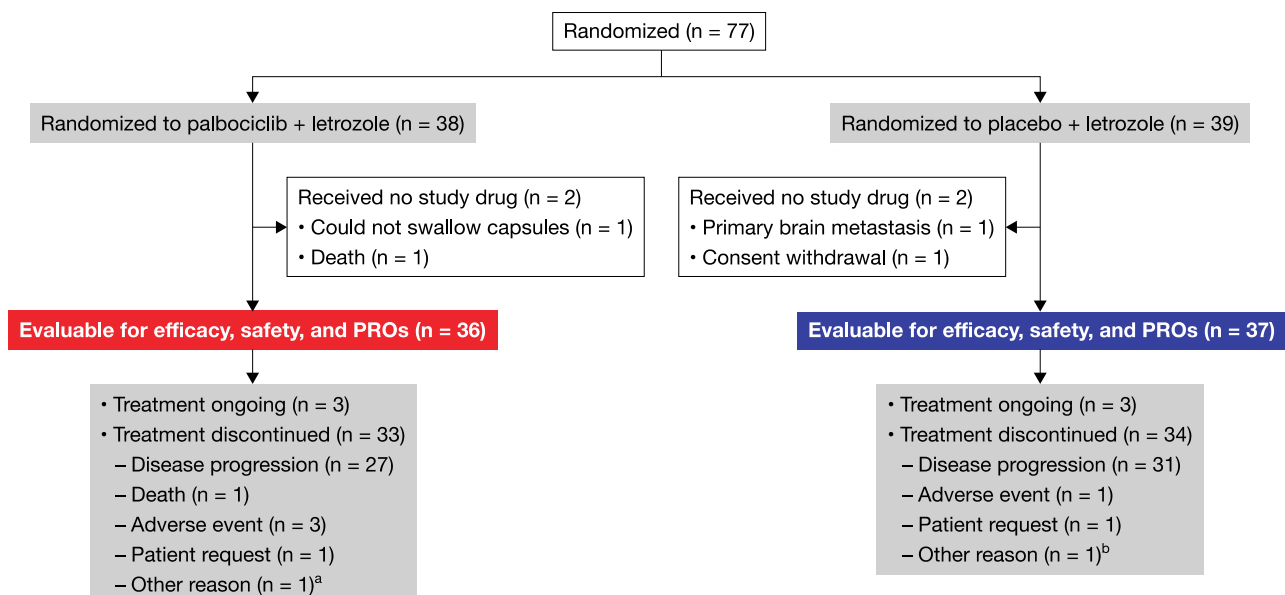 Randomized (n = 77)
Randomized to palbociclib + letrozole (n = 38)
Randomized to placebo + letrozole (n = 39)
Received no study drug (n = 2)
• Could not swallow capsules (n = 1)
• Death (n = 1)
Received no study drug (n = 2)
• Primary brain metastasis (n = 1)
• Consent withdrawal (n = 1)
Evaluable for efficacy, safety, and PROs (n = 36)
Evaluable for efficacy, safety, and PROs (n = 37)
• Treatment ongoing (n = 3)
• Treatment discontinued (n = 33)
– Disease progression (n = 27)
– Death (n = 1)
– Adverse event (n = 3)
– Patient request (n = 1)
– Other reason (n = 1)a
• Treatment ongoing (n = 3)
• Treatment discontinued (n = 34)
– Disease progression (n = 31)
– Adverse event (n = 1)
– Patient request (n = 1)
– Other reason (n = 1)b